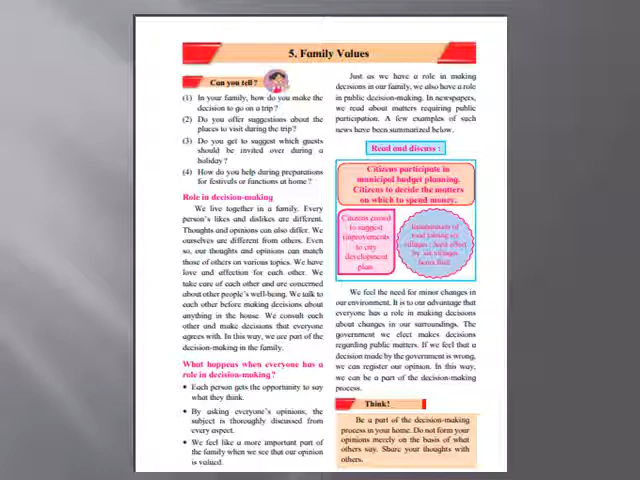 5. Family Values
Can you tell?
(1) In your family, how do you make the
decision to go on a trip?
(2) Do you offer suggestions about the
places to visit during the trip?
(3) Do you get to suggest which guests
should be invited over during a
holiday?
(4) How do you help during preparations
for festivals or functions at home?
Role in decision-making
We live together in a family. Every
person's likes and dislikes are different.
Thoughts and opinions can also differ. We
ourselves are different from others. Even
so, our thoughts and opinions can match
those of others on various topics. We have
love and affection for each other. We
take care of each other and are concerned
about other people's well-being. We talk to
each other before making decisions about
anything in the house. We consult each
other and make decisions that everyone
agrees with. In this way, we are part of the
decision-making in the family.
What happens when everyone has a
role in decision-making?
• Each person gets the opportunity to say
what they think.
• By asking everyone's opinions, the
subject is thoroughly discussed from
every aspect.
• We feel like a more important part of
the family when we see that our opinion
is valued.
Just as we have a role in making
decisions in our family, we also have a role
in public decision-making. In newspapers,
we read about matters requiring public
participation. A few examples of such
news have been summarized below.
Read and discuss :
Citizens participate in
municipal budget planning.
Citizens to decide the matters
on which to spend money.
Citizens
to suggest
improvements
to city
development
plan.
of
road joining six
villages :
by
We feel the need for minor changes in
our environment. It is to our advantage that
everyone has a role in making decisions
about changes in our surroundings. The
government we elect makes decisions
regarding public matters. If we feel that a
decision made by the government is wrong,
we can register our opinion. In this way,
we can be a part of the decision-making
process.
Think!
Be a part of the decision-making
process in your home. Do not form your
opinions merely on the basis of what
others say. Share your thoughts with
others.